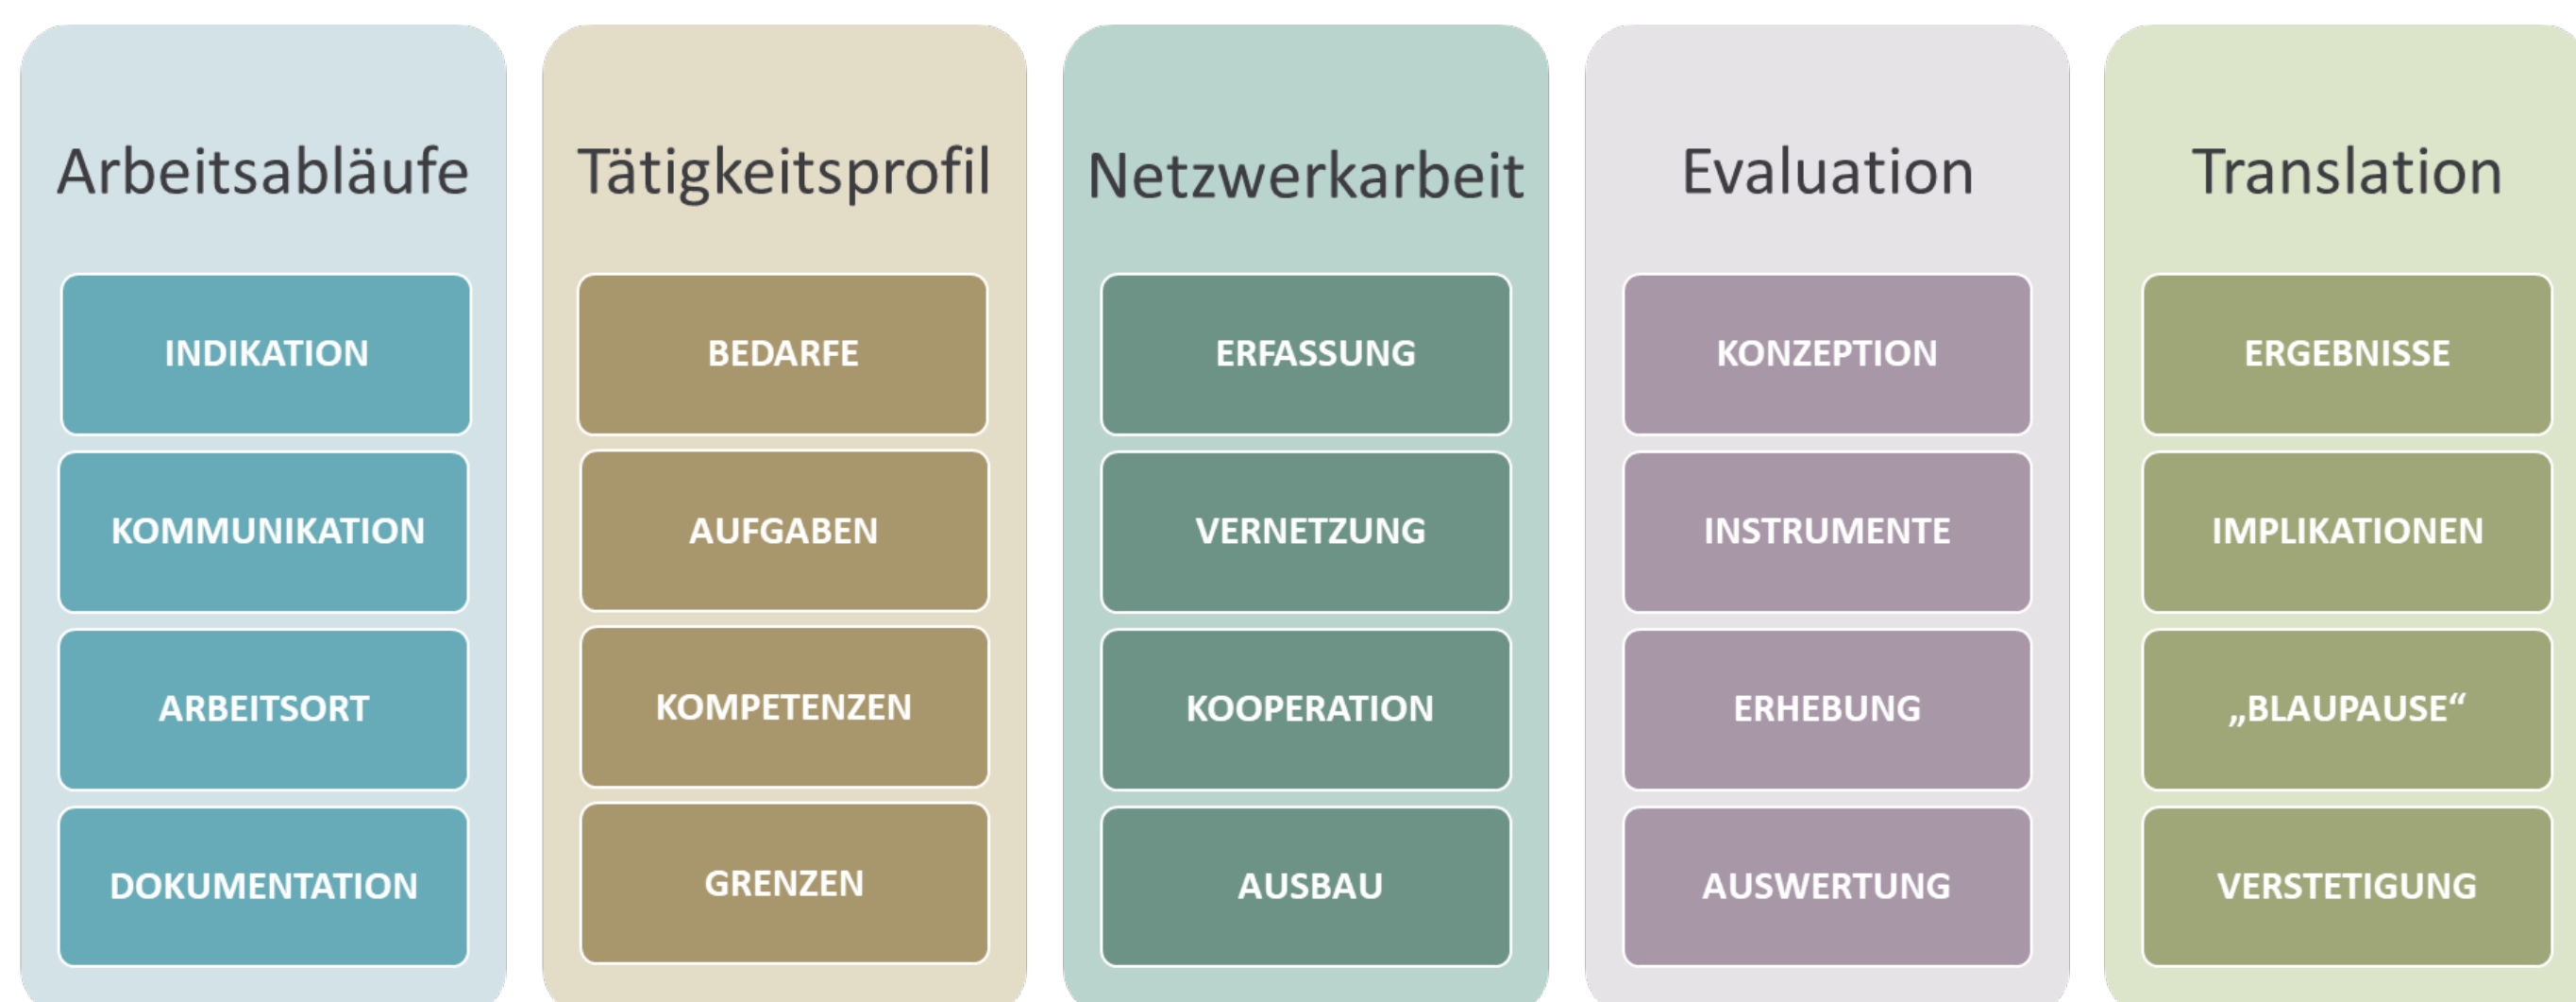 Arbeitsabläufe
INDIKATION
KOMMUNIKATION
ARBEITSORT
DOKUMENTATION
Tätigkeitsprofil
BEDARFE
AUFGABEN
KOMPETENZEN
GRENZEN
Netzwerkarbeit
ERFASSUNG
VERNETZUNG
KOOPERATION
AUSBAU
Evaluation
KONZEPTION
INSTRUMENTE
ERHEBUNG
AUSWERTUNG
Translation
ERGEBNISSE
IMPLIKATIONEN
„BLAUPAUSE“
VERSTETIGUNG